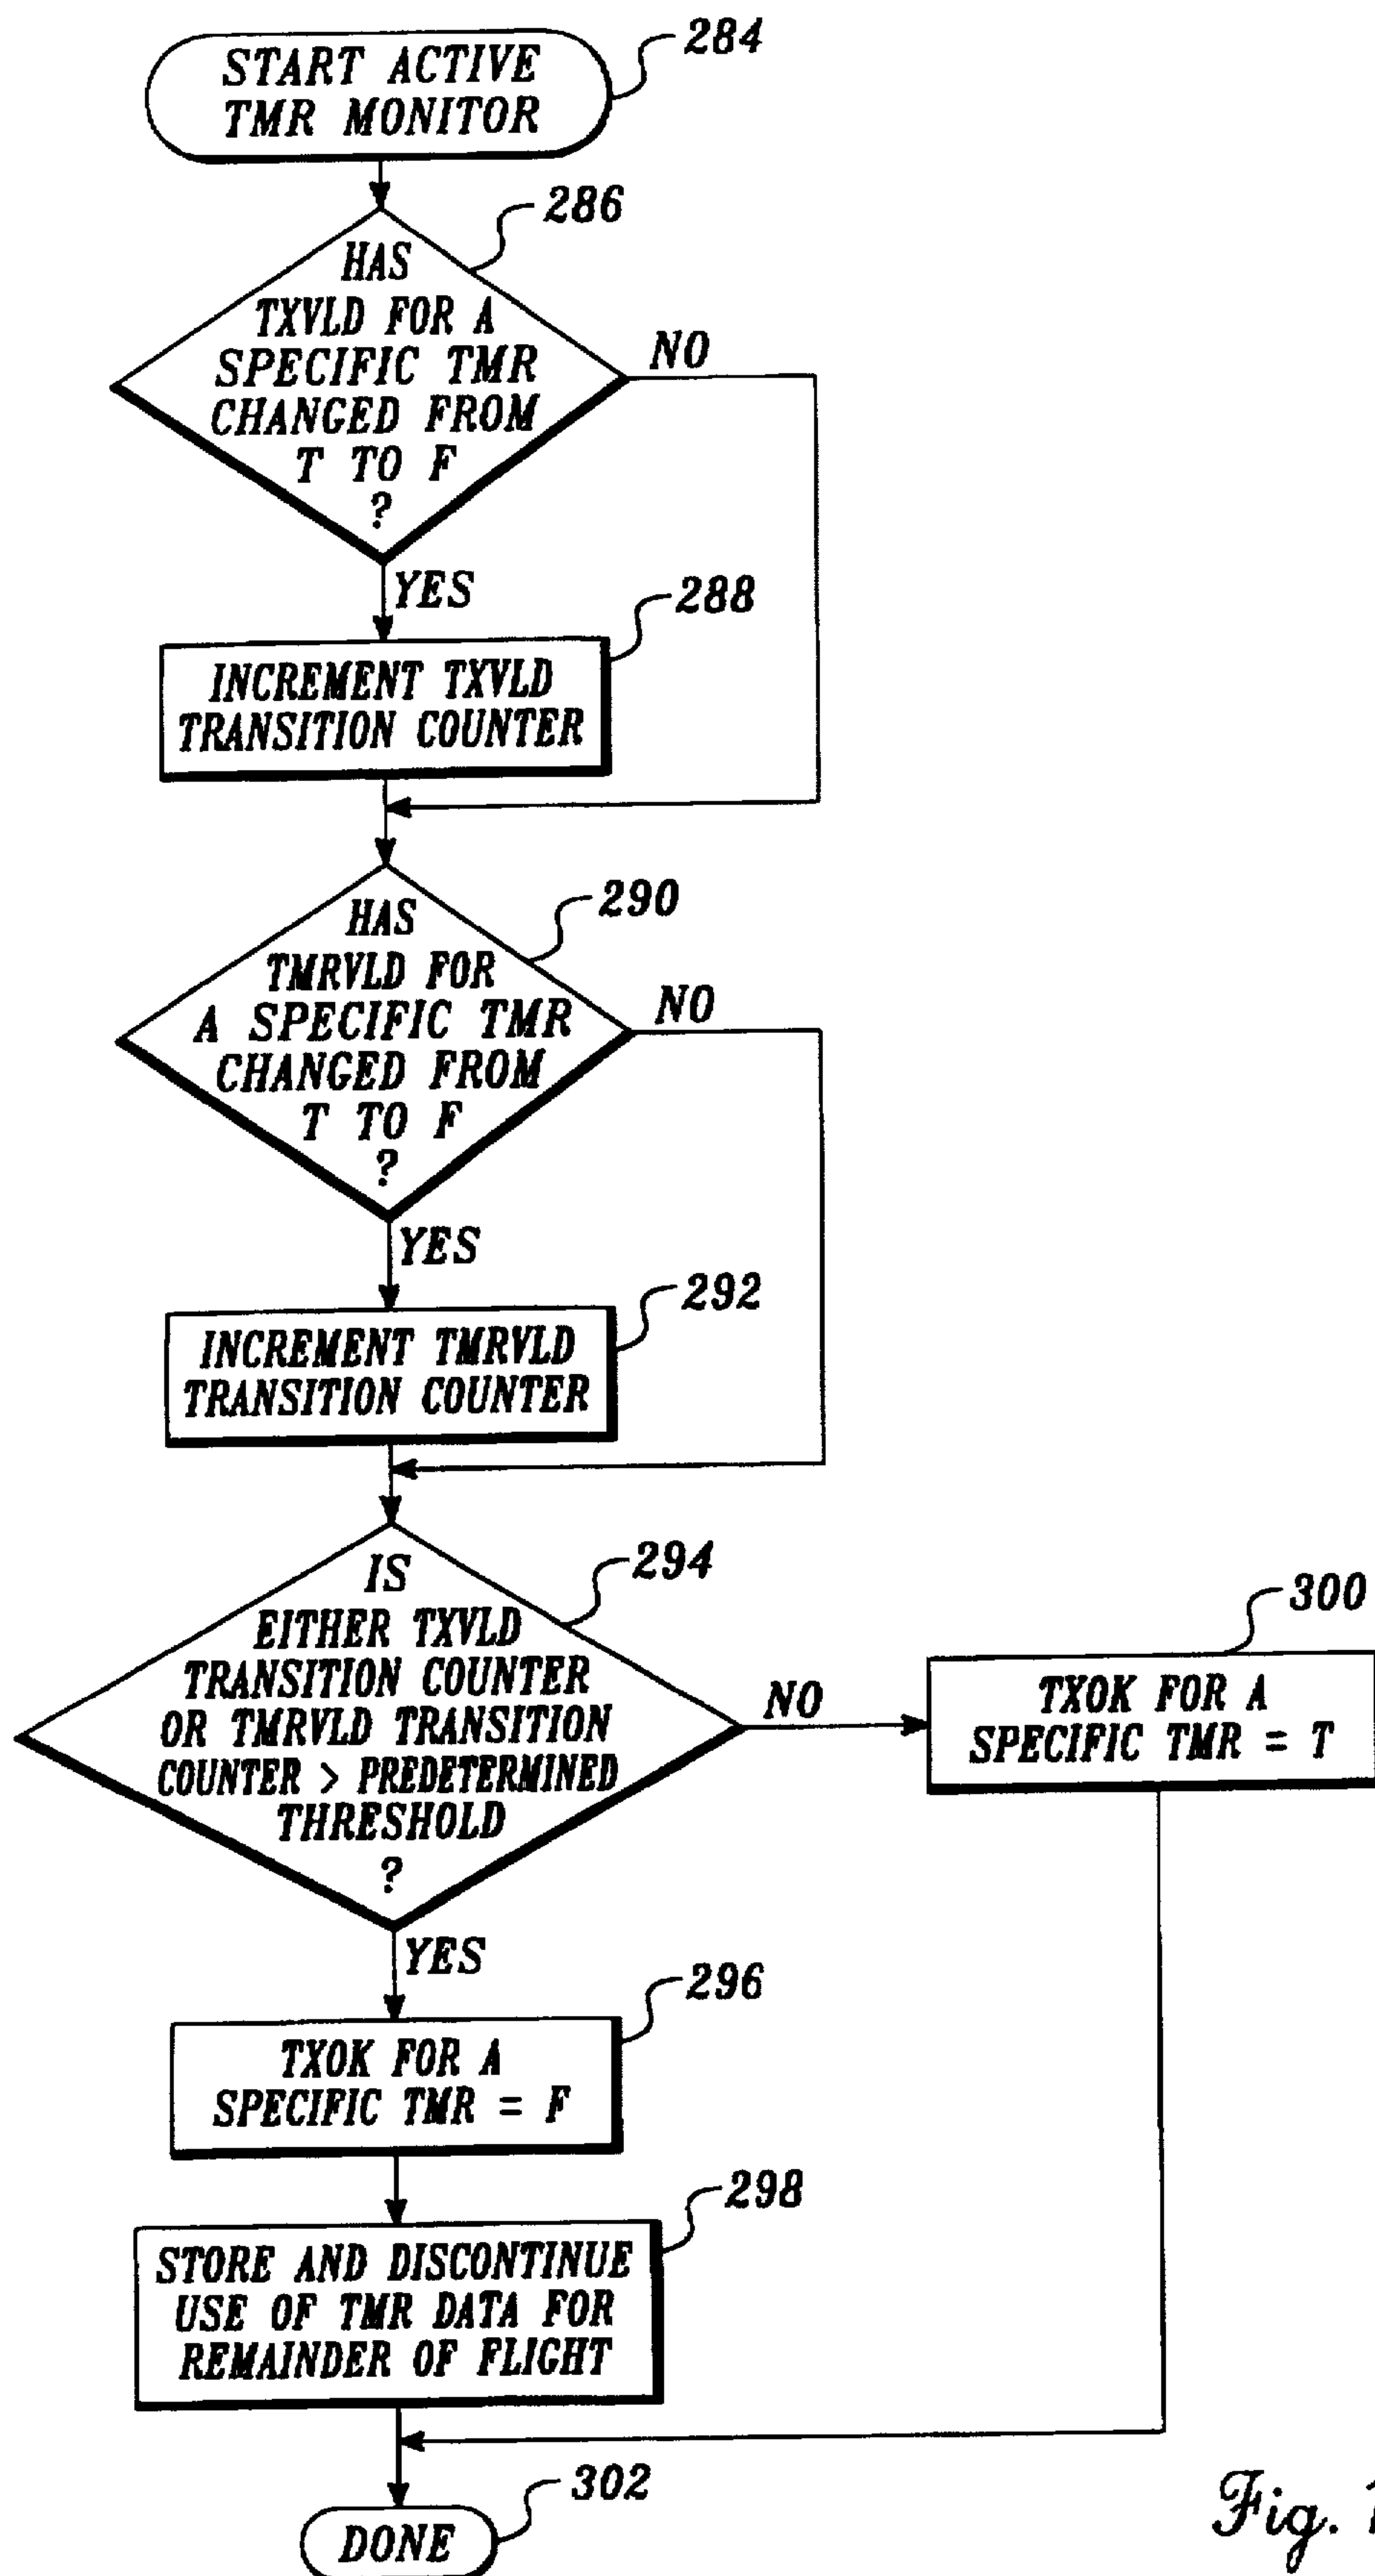 START ACTIVE
TMR MONITOR
284
286
HAS
TXVLD FOR A
SPECIFIC TMR
CHANGED FROM
T TO F
?
NO
YES
288
INCREMENT TXVLD
TRANSITION COUNTER
290
HAS
TMRVLD FOR
A SPECIFIC TMR
CHANGED FROM
T TO F
?
NO
YES
292
INCREMENT TMRVLD
TRANSITION COUNTER
294
IS
EITHER TXVLD
TRANSITION COUNTER
OR TMRVLD TRANSITION
COUNTER > PREDETERMINED
THRESHOLD
?
NO
300
TXOK FOR A
SPECIFIC TMR = T
YES
296
TXOK FOR A
SPECIFIC TMR = F
298
STORE AND DISCONTINUE
USE OF TMR DATA FOR
REMAINDER OF FLIGHT
302
DONE
Fig.